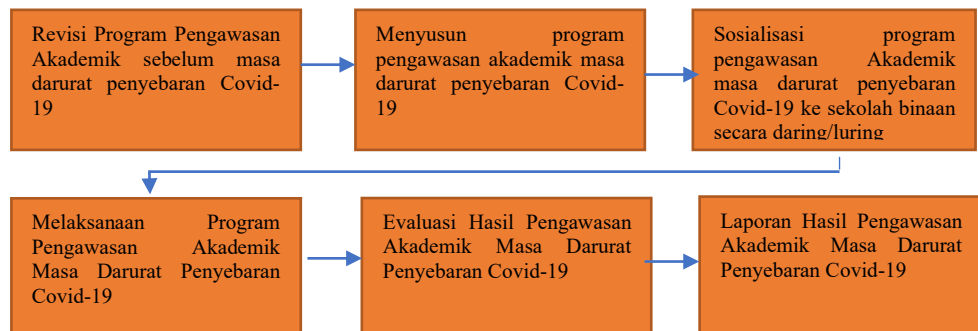 Revisi Program Pengawasan
Akademik sebelum masa
darurat penyebaran Covid-
19
Menyusun program
pengawasan akademik masa
darurat penyebaran Covid-
19
Sosialisasi program
pengawasan Akademik
masa darurat penyebaran
Covid-19 ke sekolah binaan
secara daring/luring
Melaksanaan Program
Pengawasan Akademik
Masa Darurat Penyebaran
Covid-19
Evaluasi Hasil Pengawasan
Akademik Masa Darurat
Penyebaran Covid-19
Laporan Hasil Pengawasan
Akademik Masa Darurat
Penyebaran Covid-19